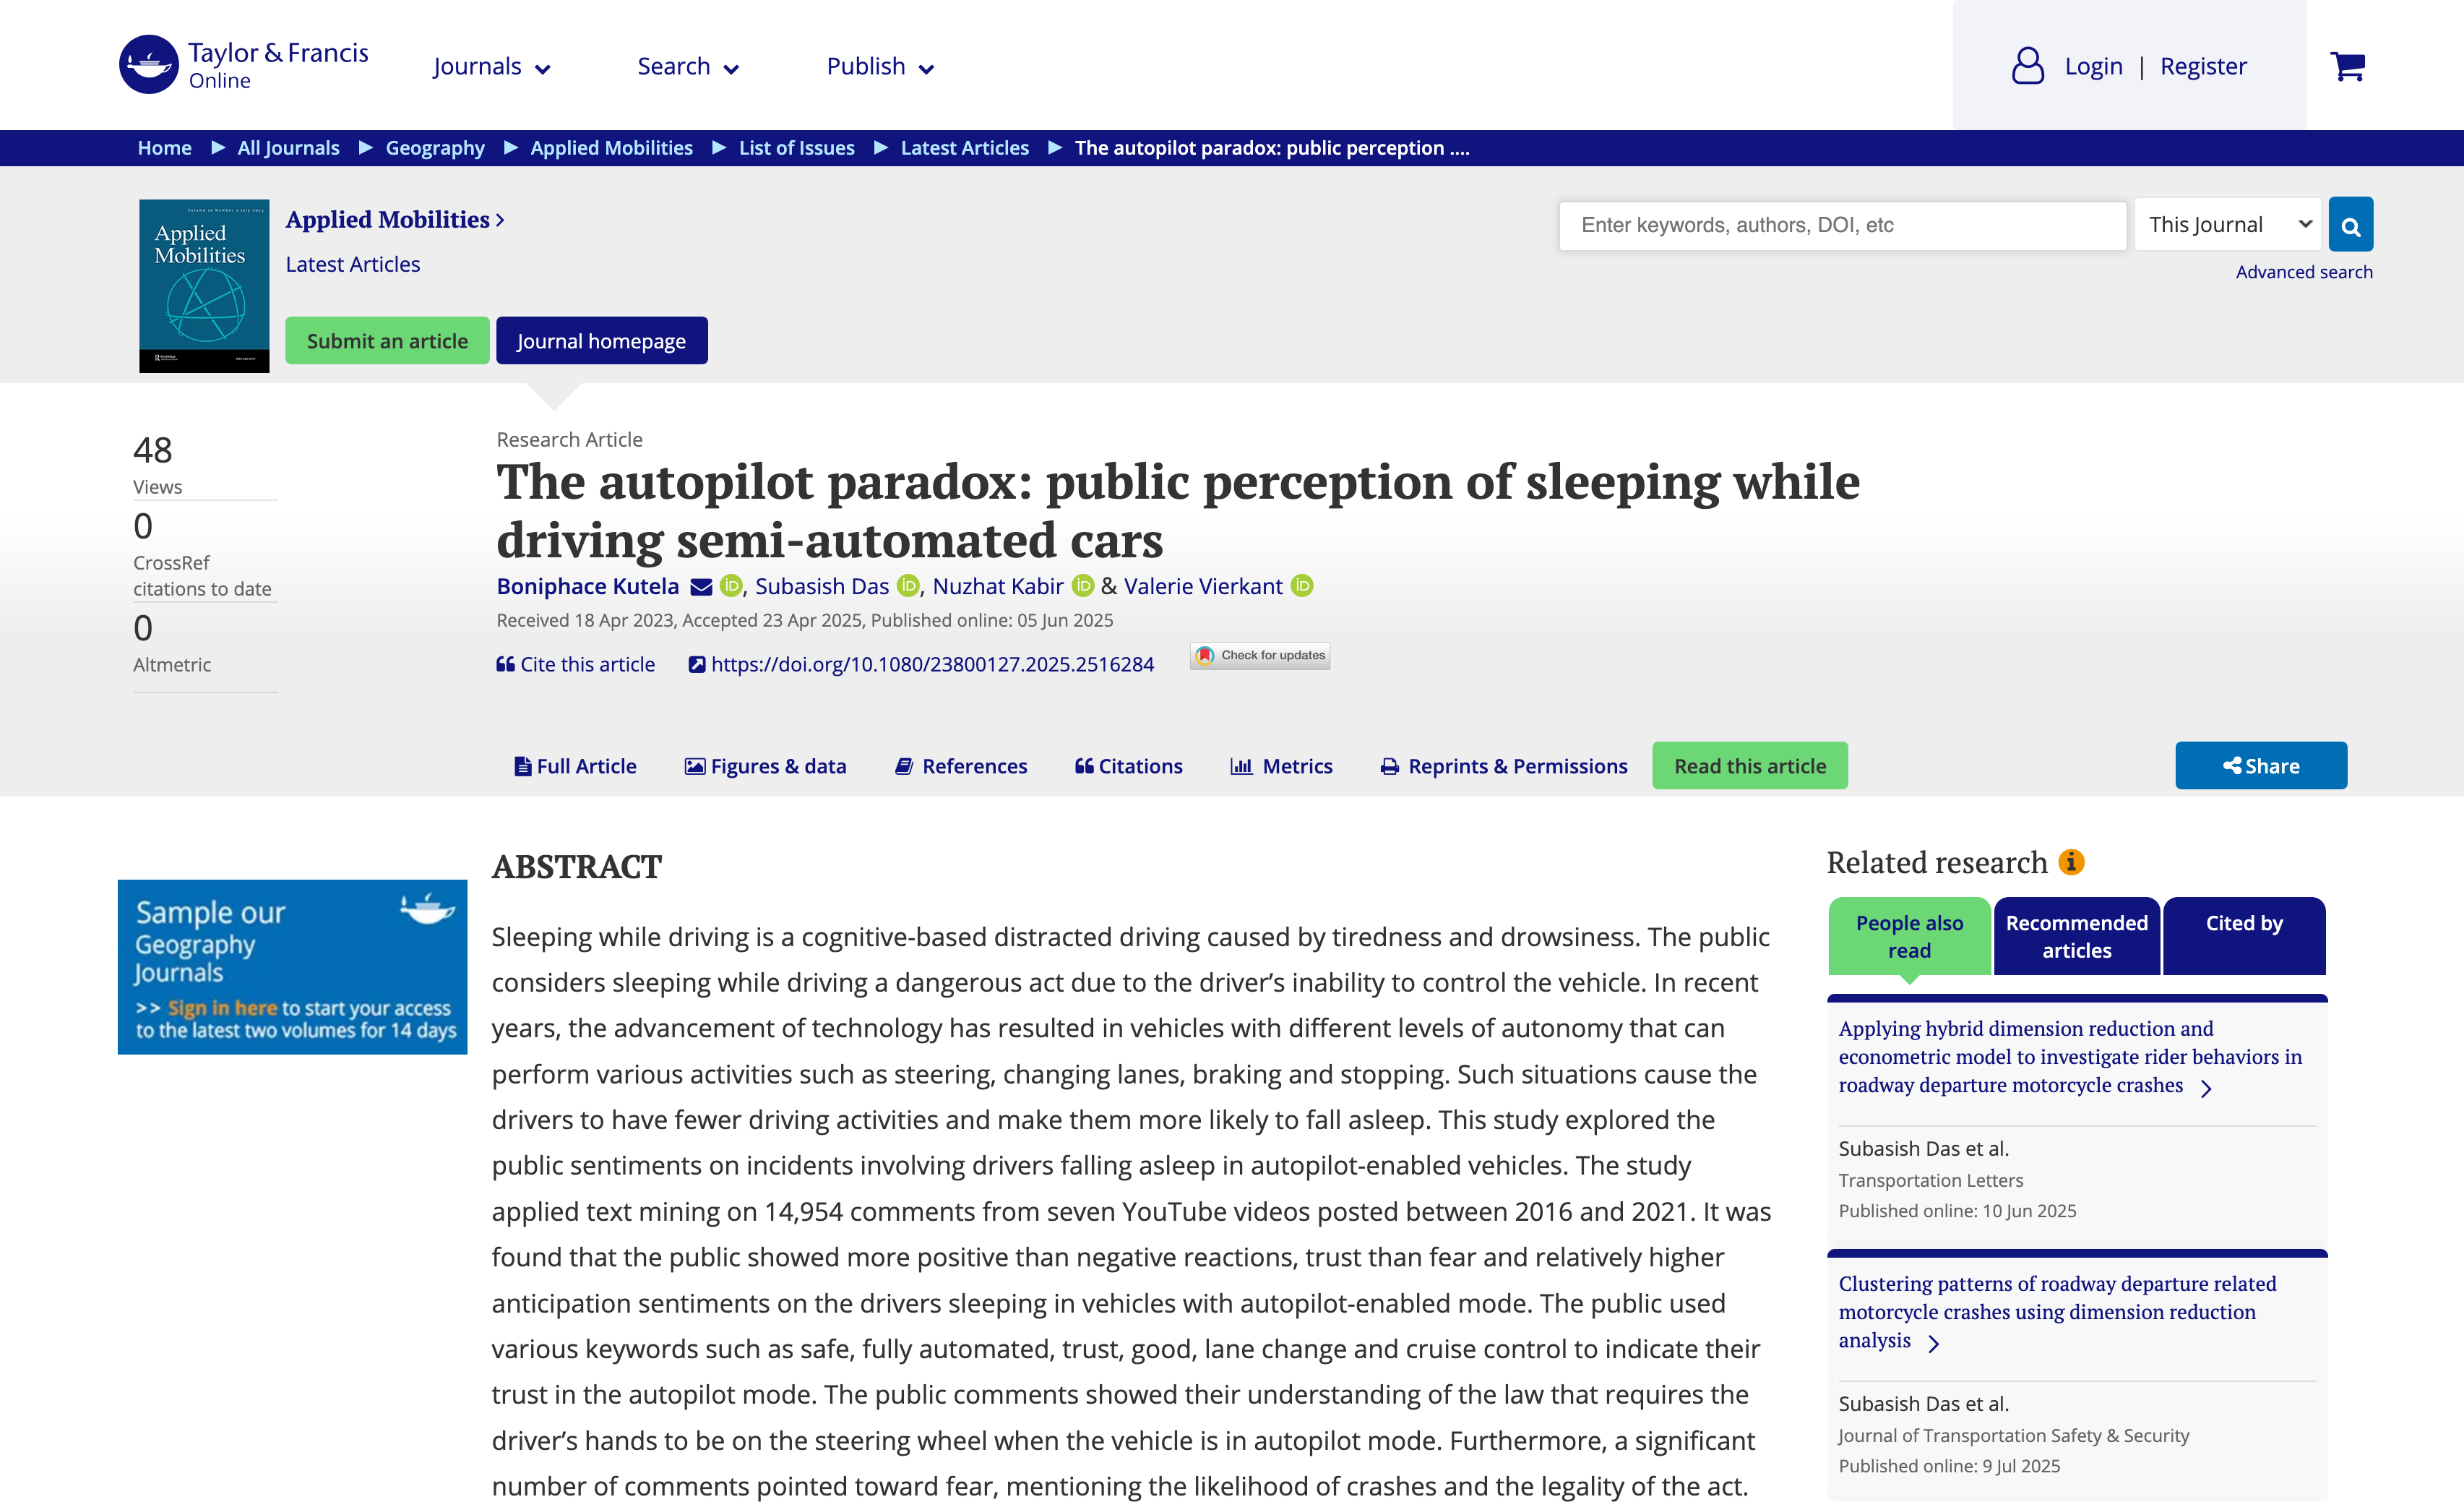 Taylor & Francis
Online
Journals
Search
Publish
Login | Register
Home ▶ All Journals ▶ Geography ▶ Applied Mobilities ▶ List of Issues ▶ Latest Articles ▶ The autopilot paradox: public perception ....
Applied
Mobilities
Applied Mobilities
Latest Articles
Submit an article
Journal homepage
Enter keywords, authors, DOI, etc
This Journal
Advanced search
48
Views
0
CrossRef
citations to date
0
Altmetric
Research Article
The autopilot paradox: public perception of sleeping while
driving semi-automated cars
Boniphace Kutela iD, Subasish Das iD, Nuzhat Kabir iD & Valerie Vierkant iD
Received 18 Apr 2023, Accepted 23 Apr 2025, Published online: 05 Jun 2025
Cite this article
https://doi.org/10.1080/23800127.2025.2516284
Check for updates
Full Article
Figures & data
References
Citations
Metrics
Reprints & Permissions
Read this article
Share
Sample our
Geography
Journals
>> Sign in here to start your access
to the latest two volumes for 14 days
ABSTRACT
Sleeping while driving is a cognitive-based distracted driving caused by tiredness and drowsiness. The public
considers sleeping while driving a dangerous act due to the driver’s inability to control the vehicle. In recent
years, the advancement of technology has resulted in vehicles with different levels of autonomy that can
perform various activities such as steering, changing lanes, braking and stopping. Such situations cause the
drivers to have fewer driving activities and make them more likely to fall asleep. This study explored the
public sentiments on incidents involving drivers falling asleep in autopilot-enabled vehicles. The study
applied text mining on 14,954 comments from seven YouTube videos posted between 2016 and 2021. It was
found that the public showed more positive than negative reactions, trust than fear and relatively higher
anticipation sentiments on the drivers sleeping in vehicles with autopilot-enabled mode. The public used
various keywords such as safe, fully automated, trust, good, lane change and cruise control to indicate their
trust in the autopilot mode. The public comments showed their understanding of the law that requires the
driver’s hands to be on the steering wheel when the vehicle is in autopilot mode. Furthermore, a significant
number of comments pointed toward fear, mentioning the likelihood of crashes and the legality of the act.
Related research
People also
read
Recommended
articles
Cited by
Applying hybrid dimension reduction and
econometric model to investigate rider behaviors in
roadway departure motorcycle crashes
Subasish Das et al.
Transportation Letters
Published online: 10 Jun 2025
Clustering patterns of roadway departure related
motorcycle crashes using dimension reduction
analysis
Subasish Das et al.
Journal of Transportation Safety & Security
Published online: 9 Jul 2025